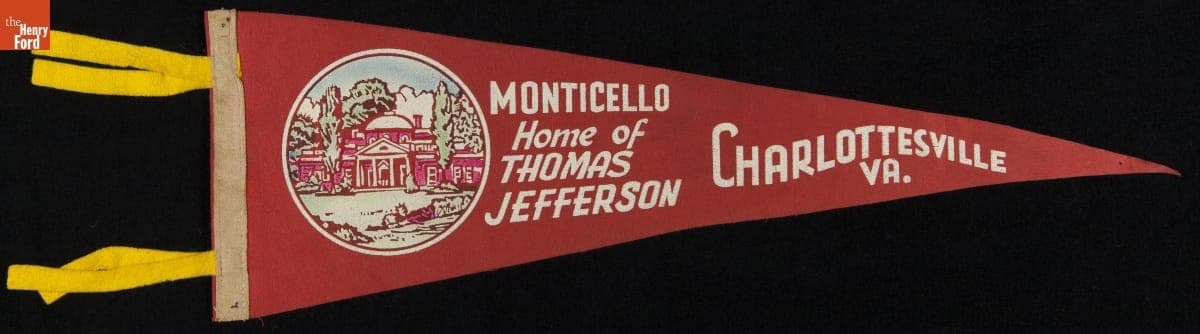 the
Henry
Ford
MONTICELLO
Home of
THOMAS
JEFFERSON
CHARLOTTESVILLE
VA.